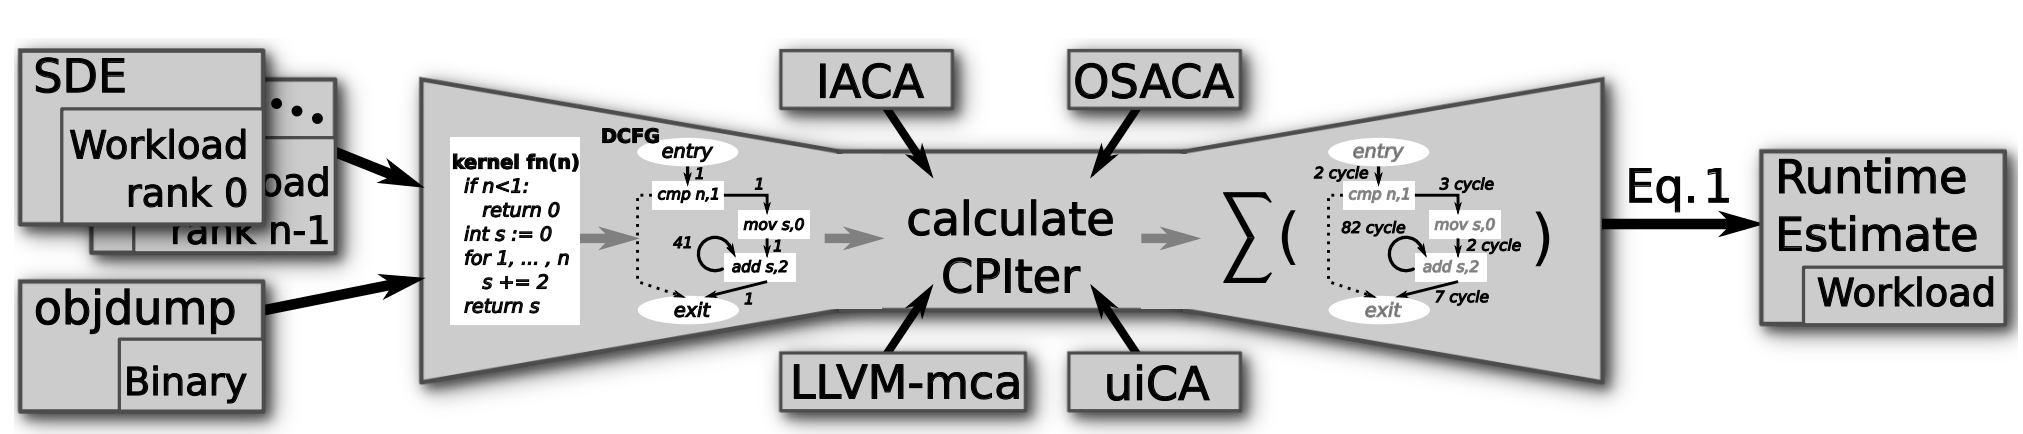 SDE
Workload
rank 0
oad
rank n-1
objdump
Binary
kernel fn(n)
if n<1:
return 0
int s := 0
for 1, ... , n
s += 2
return s
DCFG
entry
1
cmp n,1
1
mov s,0
41
1
add s,2
1
exit
IACA
OSACA
calculate
CPIter
LLVM-mca
uiCA
∑(
entry
2 cycle
cmp n,1
3 cycle
mov s,0
82 cycle
2 cycle
add s,2
7 cycle
exit
)
Eq. 1
Runtime
Estimate
Workload